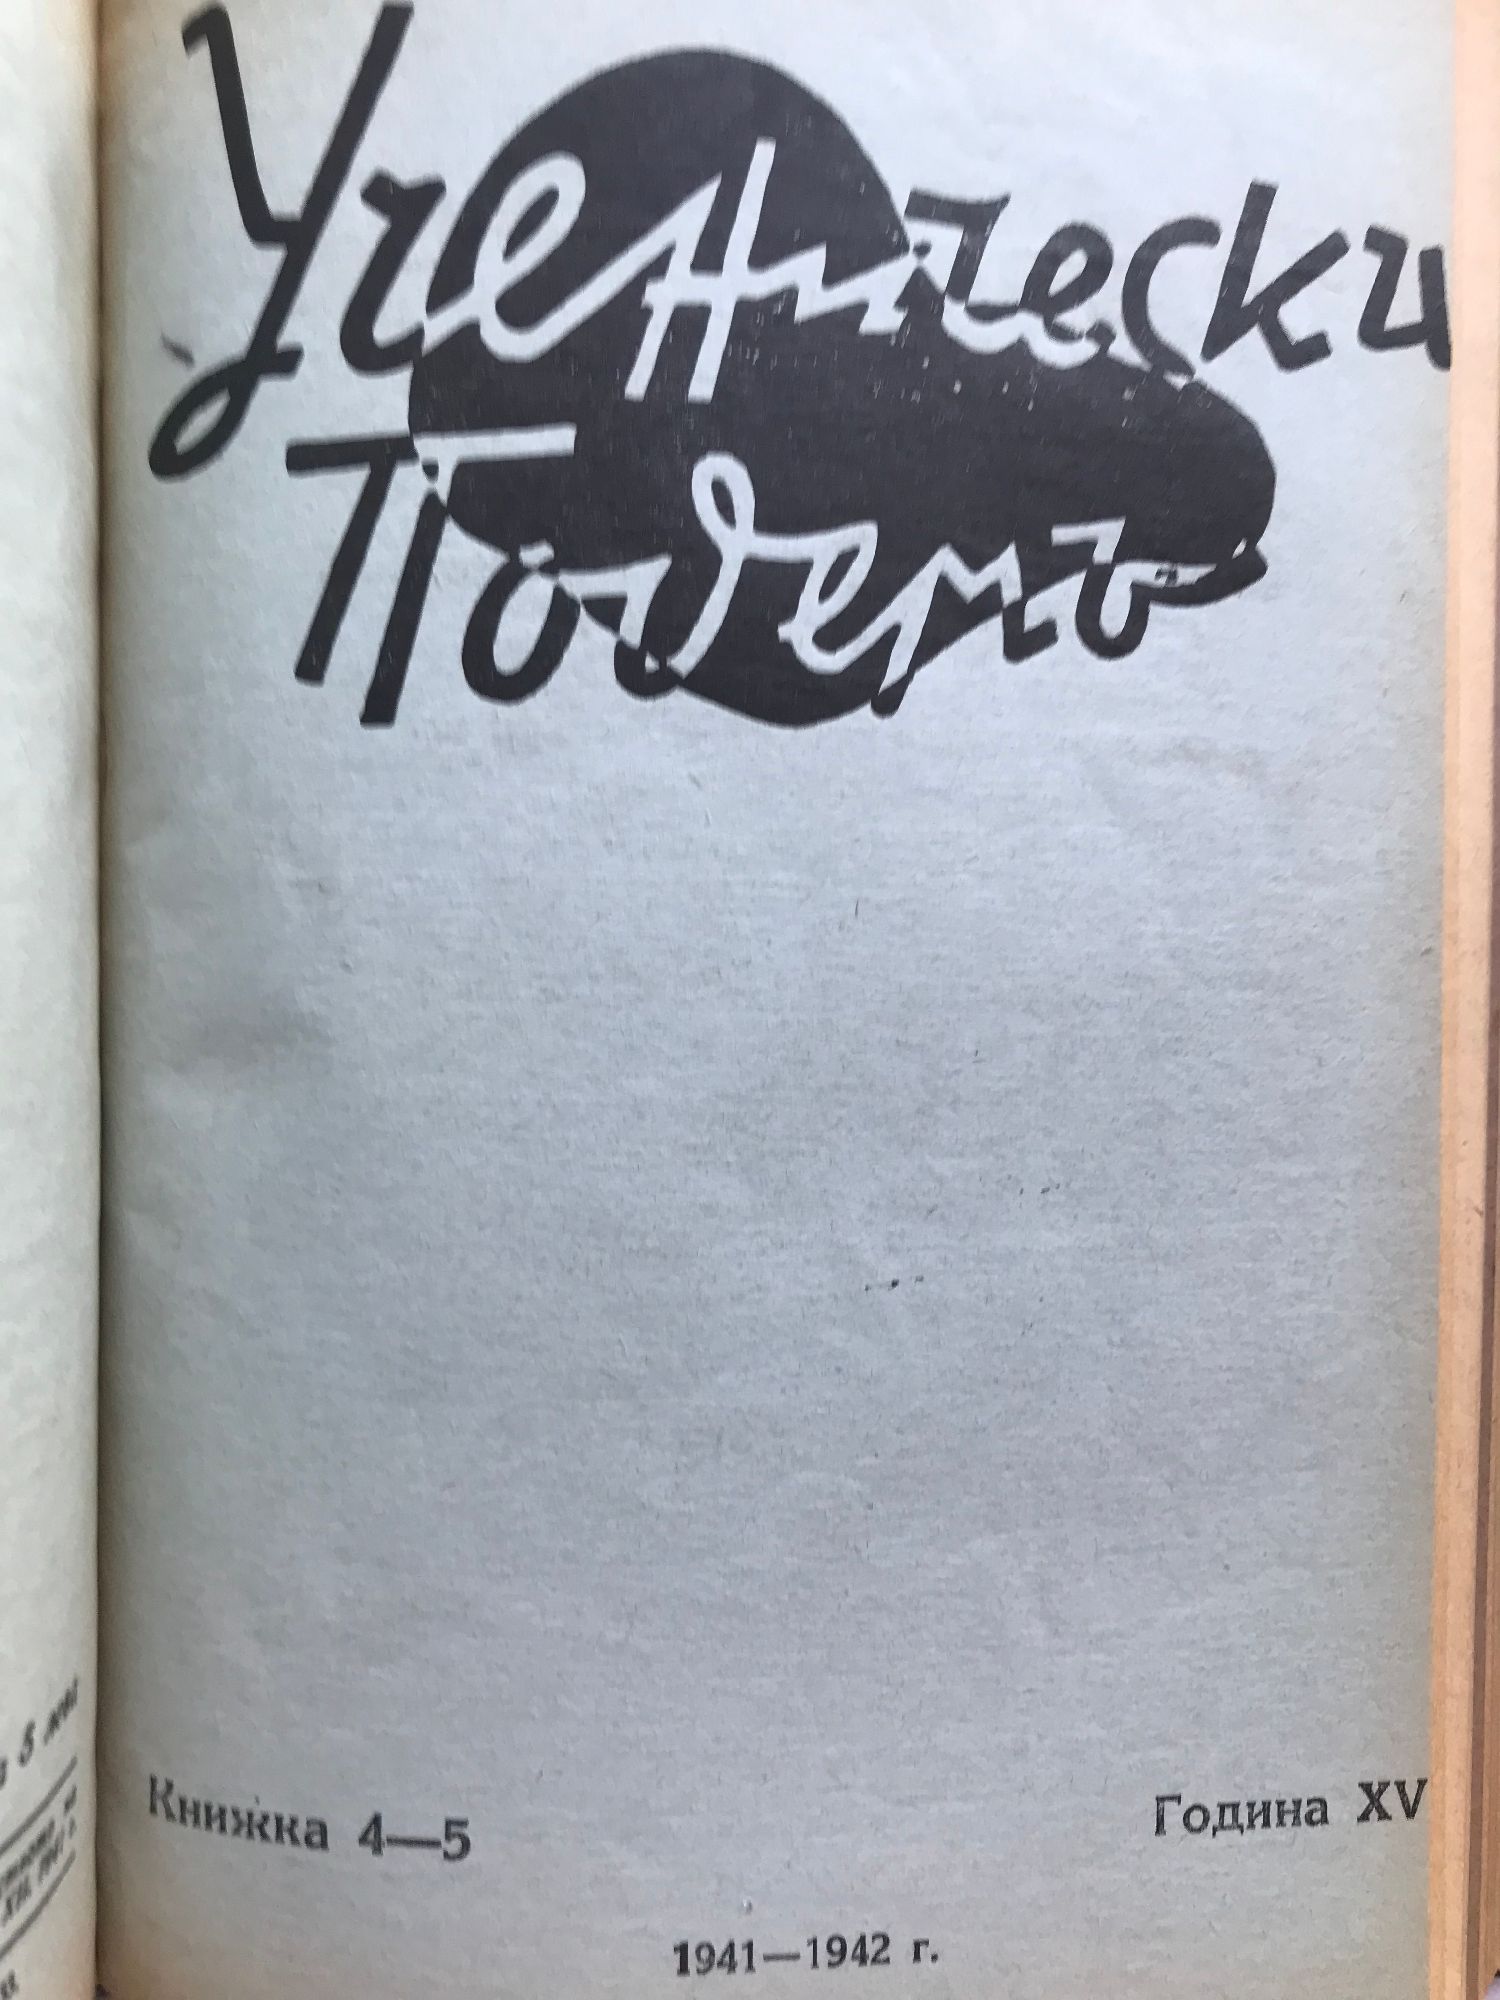 Ученически
Подемъ
Книжка 4—5
Година XV
1941—1942 г.